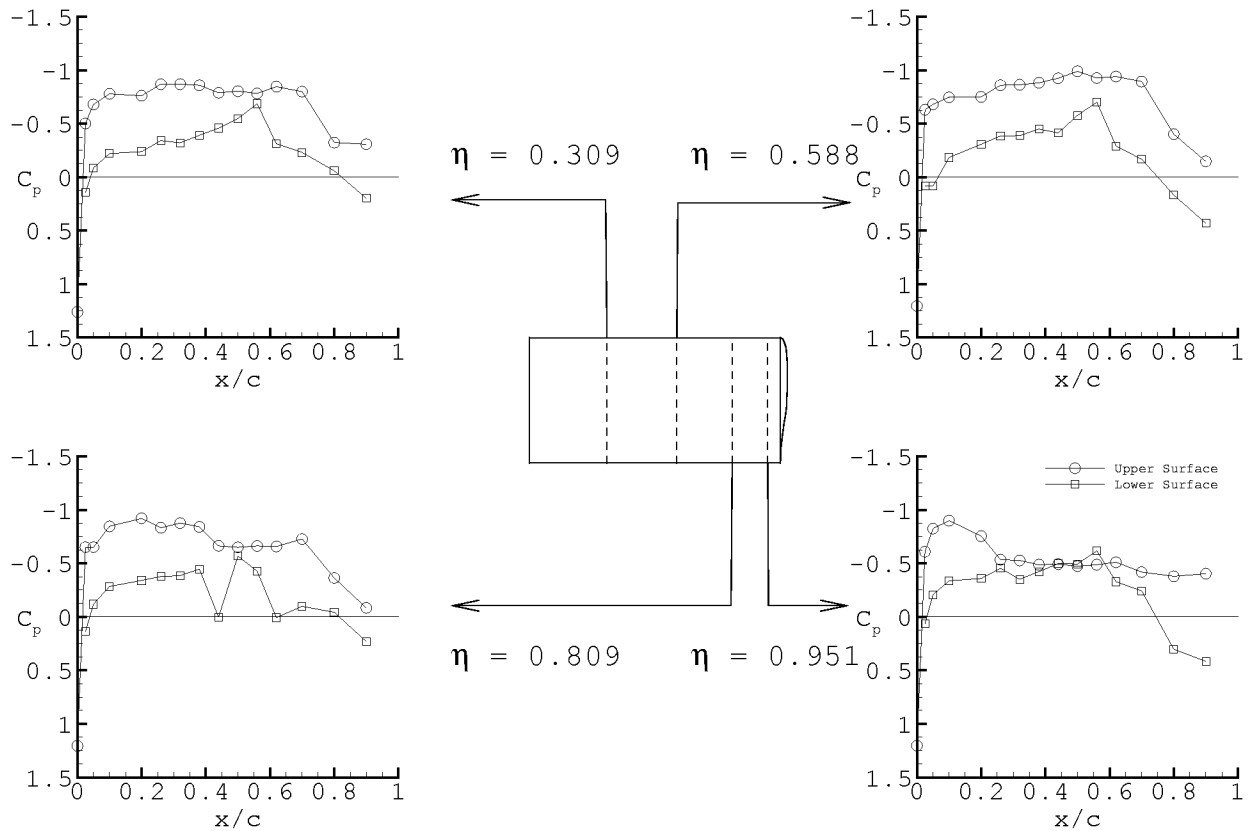 -1.5
-1
-0.5
0
0.5
1
1.5
C_p
0 0.2 0.4 0.6 0.8 1
x/c
η = 0.309
η = 0.588
-1.5
-1
-0.5
0
0.5
1
1.5
C_p
0 0.2 0.4 0.6 0.8 1
x/c
-1.5
-1
-0.5
0
0.5
1
1.5
C_p
0 0.2 0.4 0.6 0.8 1
x/c
η = 0.809
η = 0.951
-1.5
-1
-0.5
0
0.5
1
1.5
C_p
0 0.2 0.4 0.6 0.8 1
x/c
Upper Surface
Lower Surface